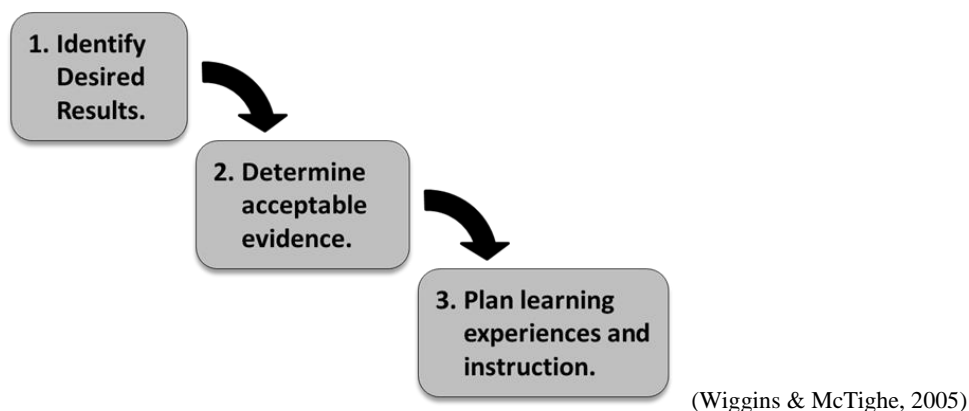 1. Identify
Desired
Results.
2. Determine
acceptable
evidence.
3. Plan learning
experiences and
instruction.
(Wiggins & McTighe, 2005)